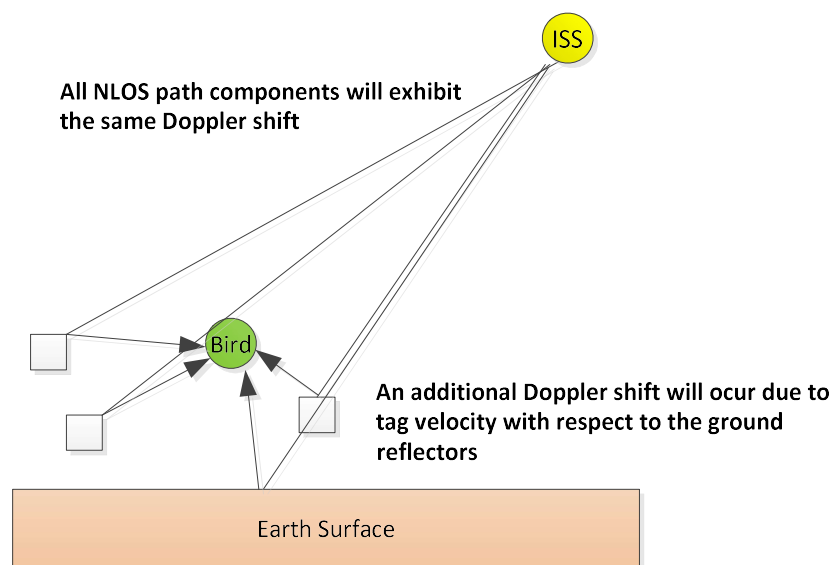 ISS
All NLOS path components will exhibit
the same Doppler shift
Bird
An additional Doppler shift will ocur due to
tag velocity with respect to the ground
reflectors
Earth Surface